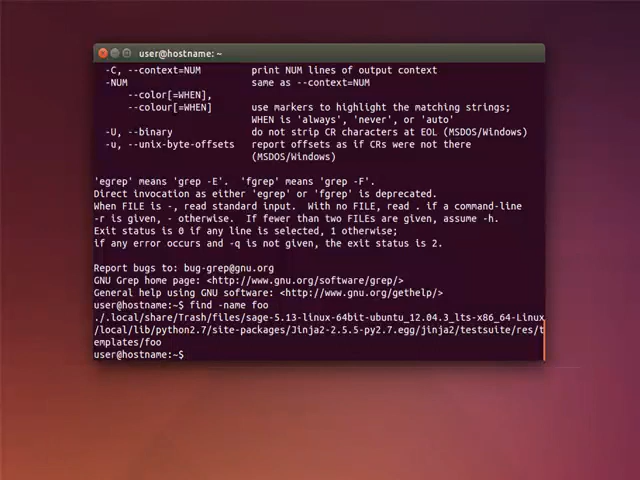 user@hostname: ~
-C, --context=NUM print NUM lines of output context
-NUM same as --context=NUM
--color[=WHEN],
--colour[=WHEN] use markers to highlight the matching strings;
WHEN is 'always', 'never', or 'auto'
-U, --binary do not strip CR characters at EOL (MSDOS/Windows)
-u, --unix-byte-offsets report offsets as if CRs were not there
(MSDOS/Windows)
'egrep' means 'grep -E'. 'fgrep' means 'grep -F'.
Direct invocation as either 'egrep' or 'fgrep' is deprecated.
When FILE is -, read standard input. With no FILE, read . if a command-line
-r is given, - otherwise. If fewer than two FILEs are given, assume -h.
Exit status is 0 if any line is selected, 1 otherwise;
if any error occurs and -q is not given, the exit status is 2.
Report bugs to: bug-grep@gnu.org
GNU Grep home page: <http://www.gnu.org/software/grep/>
General help using GNU software: <http://www.gnu.org/gethelp/>
user@hostname:~$ find -name foo
./.local/share/Trash/files/sage-5.13-linux-64bit-ubuntu_12.04.3_lts-x86_64-Linux
/local/lib/python2.7/site-packages/Jinja2-2.5.5-py2.7.egg/jinja2/testsuite/res/t
emplates/foo
user@hostname:~$